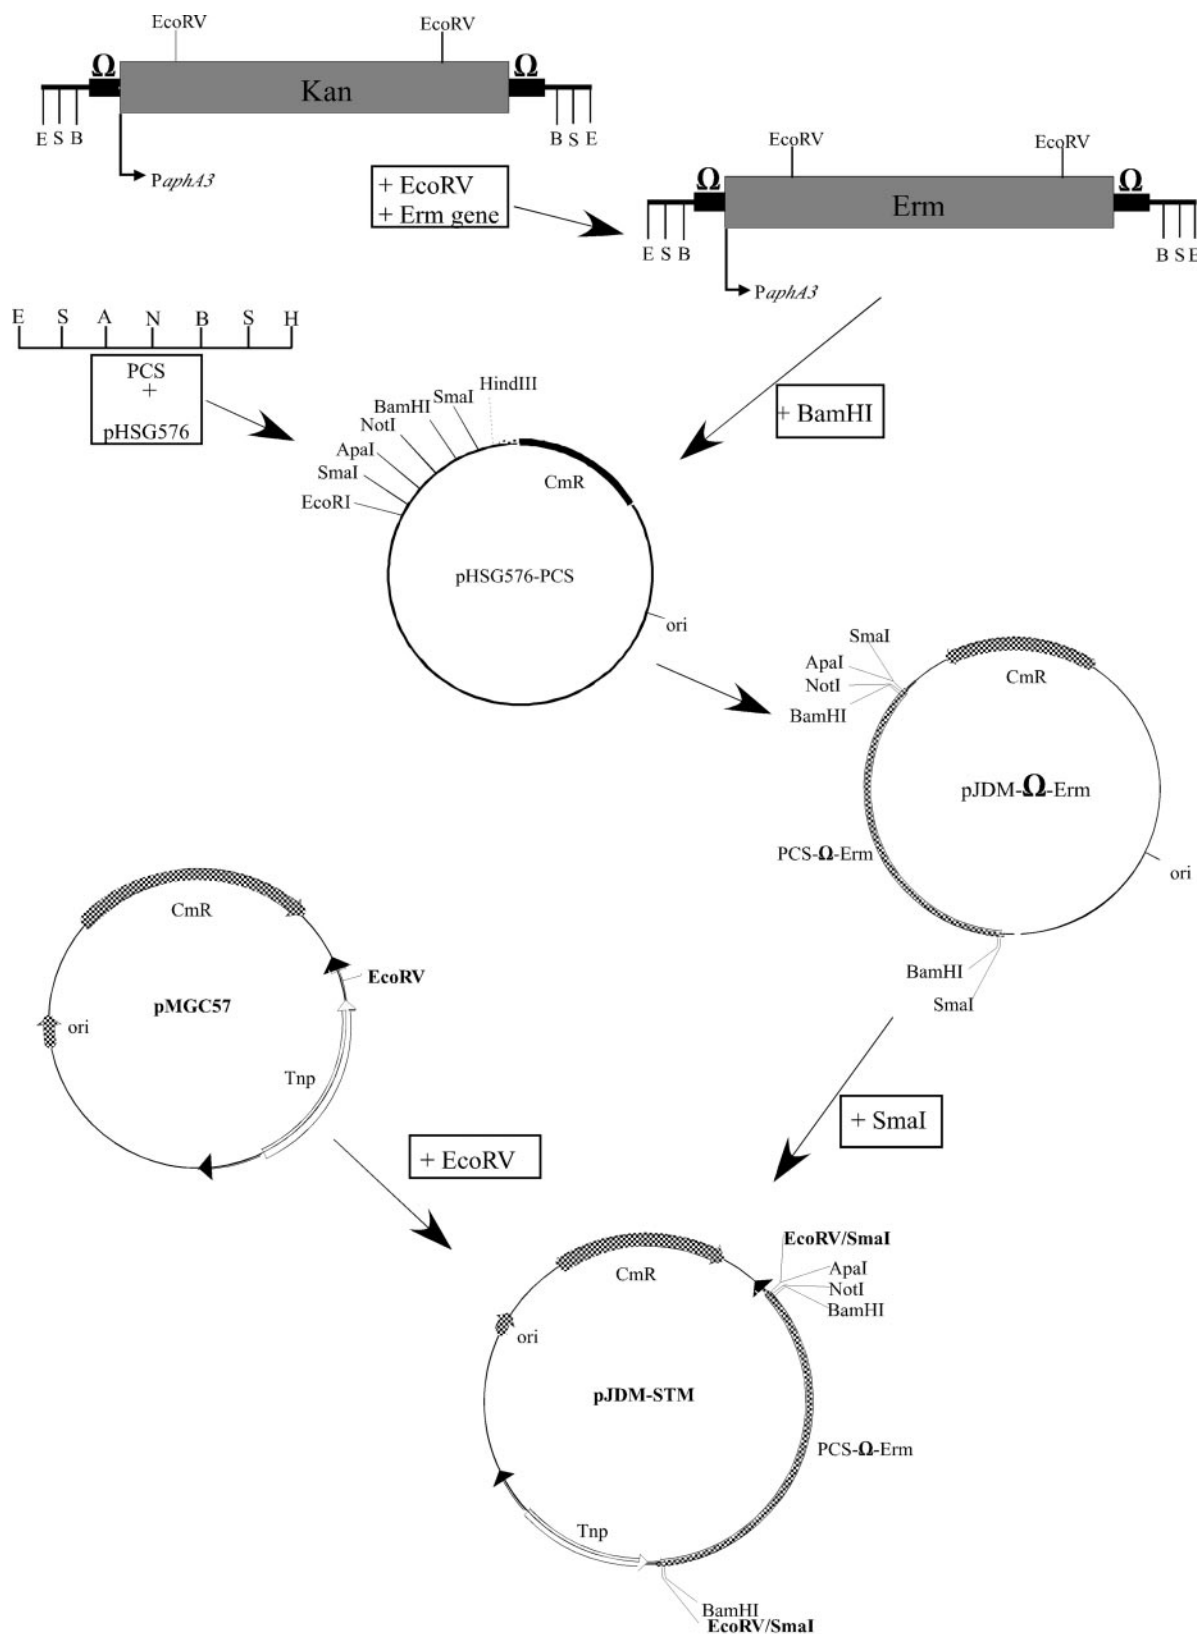 EcoRV
EcoRV
Ω
Ω
Kan
E S B
B S E
PaphA3
+ EcoRV
+ Erm gene
EcoRV
EcoRV
Ω
Ω
Erm
E S B
B S E
PaphA3
E S A N B S H
PCS
+
pHSG576
HindIII
SmaI
BamHI
NotI
ApaI
SmaI
EcoRI
CmR
+ BamHI
pHSG576-PCS
ori
SmaI
ApaI
NotI
BamHI
CmR
pJDM-Ω-Erm
PCS-Ω-Erm
ori
BamHI
SmaI
CmR
EcoRV
pMGC57
ori
Tnp
+ EcoRV
+ SmaI
EcoRV/SmaI
ApaI
NotI
BamHI
CmR
ori
pJDM-STM
PCS-Ω-Erm
Tnp
BamHI
EcoRV/SmaI